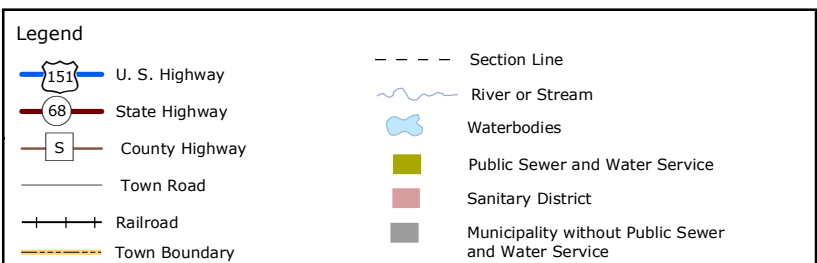 Legend
151 U. S. Highway
68 State Highway
S County Highway
Town Road
Railroad
Town Boundary
Section Line
River or Stream
Waterbodies
Public Sewer and Water Service
Sanitary District
Municipality without Public Sewer
and Water Service